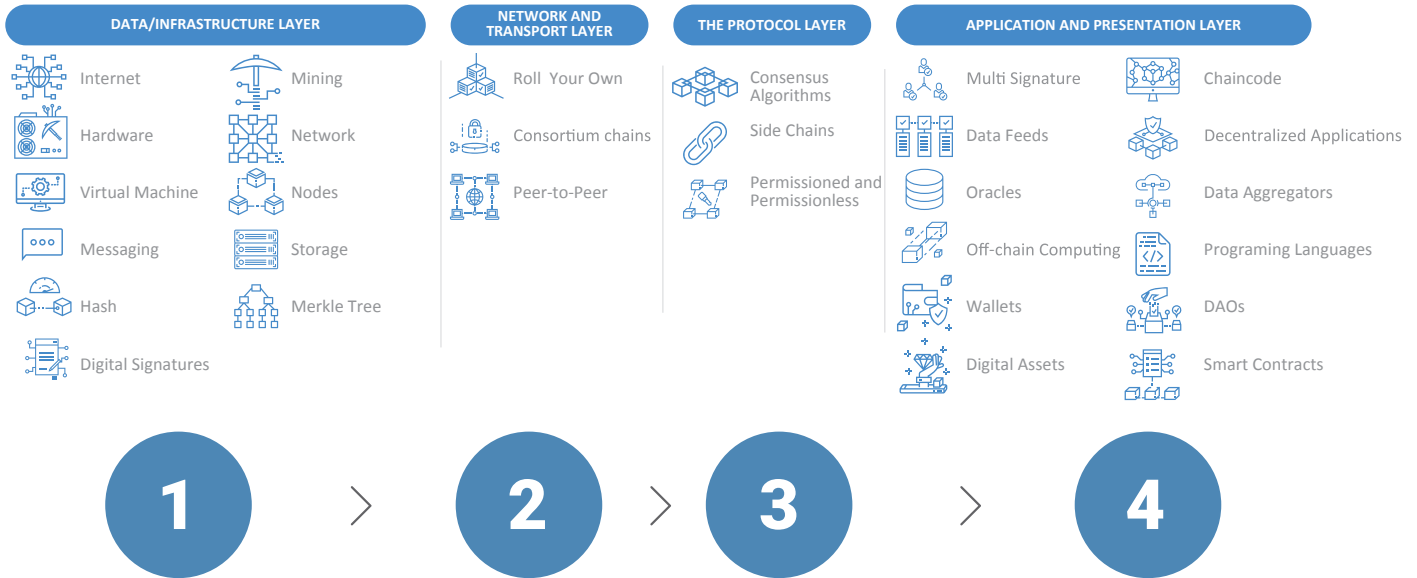 DATA/INFRASTRUCTURE LAYER
Internet
Hardware
Virtual Machine
Messaging
Hash
Digital Signatures
Mining
Network
Nodes
Storage
Merkle Tree
NETWORK AND
TRANSPORT LAYER
Roll Your Own
Consortium chains
Peer-to-Peer
THE PROTOCOL LAYER
Consensus
Algorithms
Side Chains
Permissioned and
Permissionless
APPLICATION AND PRESENTATION LAYER
Multi Signature
Data Feeds
Oracles
Off-chain Computing
Wallets
Digital Assets
Chaincode
Decentralized Applications
Data Aggregators
Programing Languages
DAOs
Smart Contracts
1
2
3
4